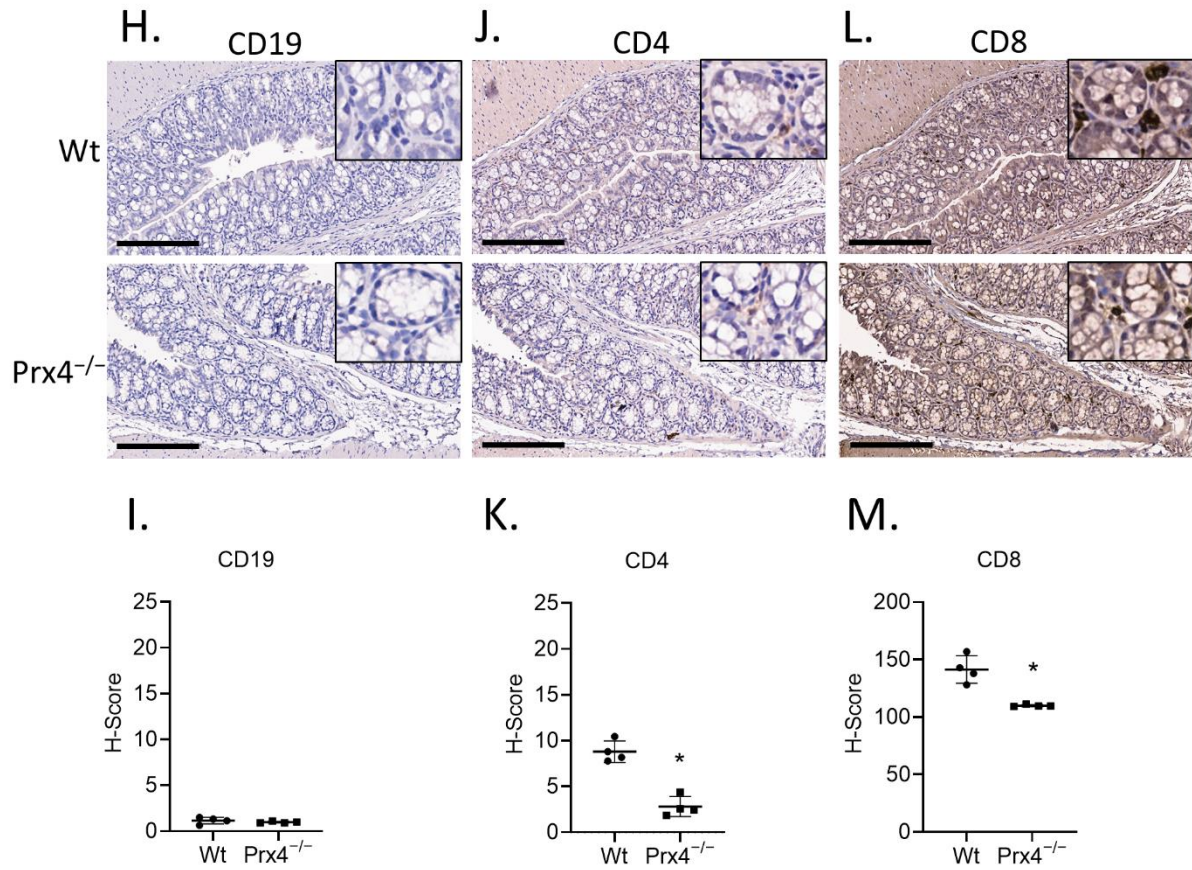 H. J. L.
CD19 CD4 CD8
Wt
Prx4⁻/⁻
I. K. M.
CD19 CD4 CD8
25 25 200
20 20
150
15 15
100
10 10
50
5 5
0 0 0
H-Score H-Score H-Score
* *
Wt Prx4⁻/⁻ Wt Prx4⁻/⁻ Wt Prx4⁻/⁻